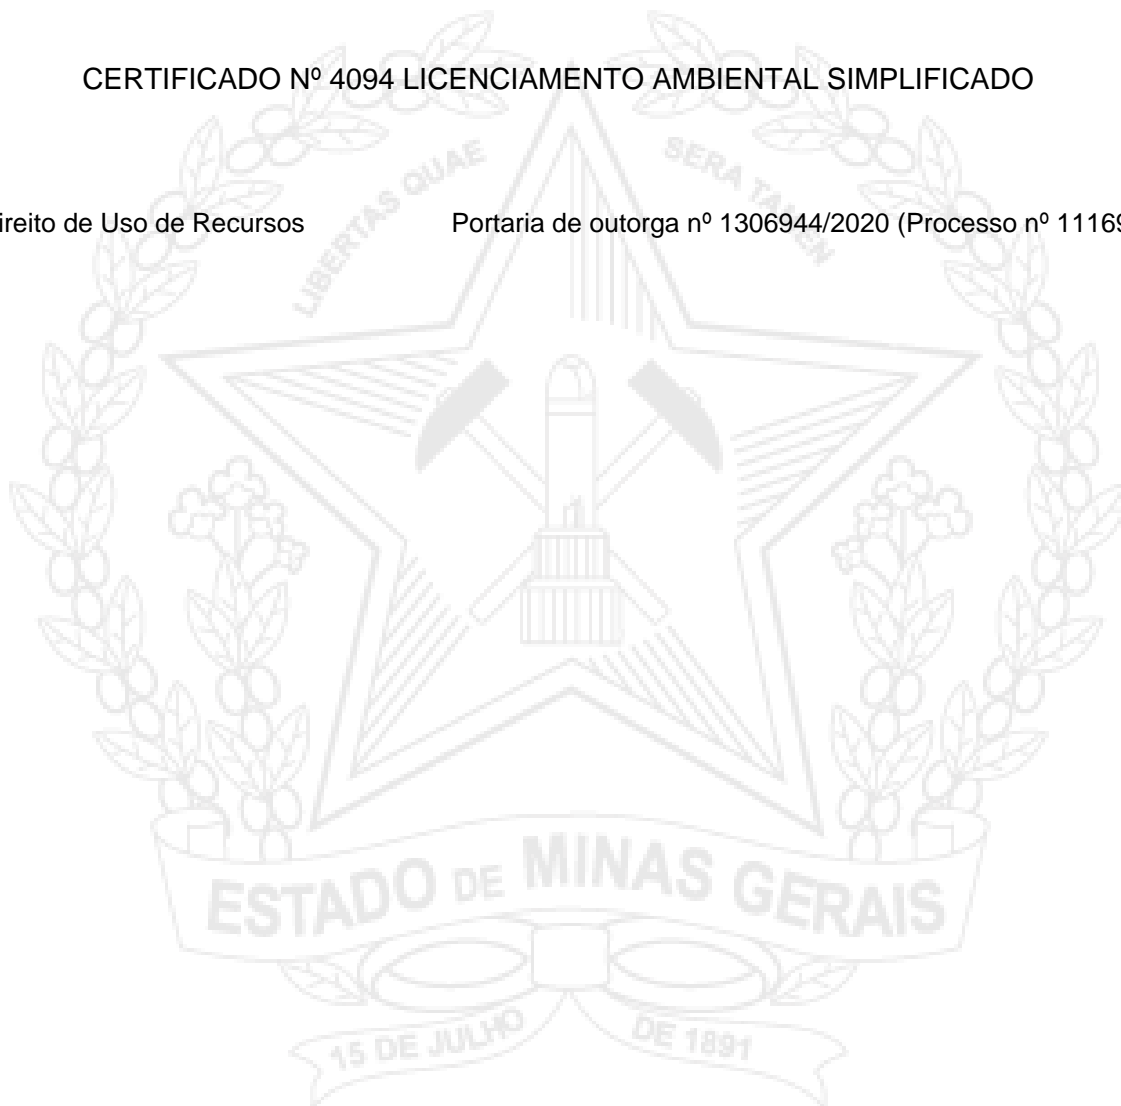 CERTIFICADO Nº 4094 LICENCIAMENTO AMBIENTAL SIMPLIFICADO
LIBERTAS QUAE SERA TAMEN
ireito de Uso de Recursos Portaria de outorga nº 1306944/2020 (Processo nº 11169
ESTADO DE MINAS GERAIS
15 DE JULHO DE 1891